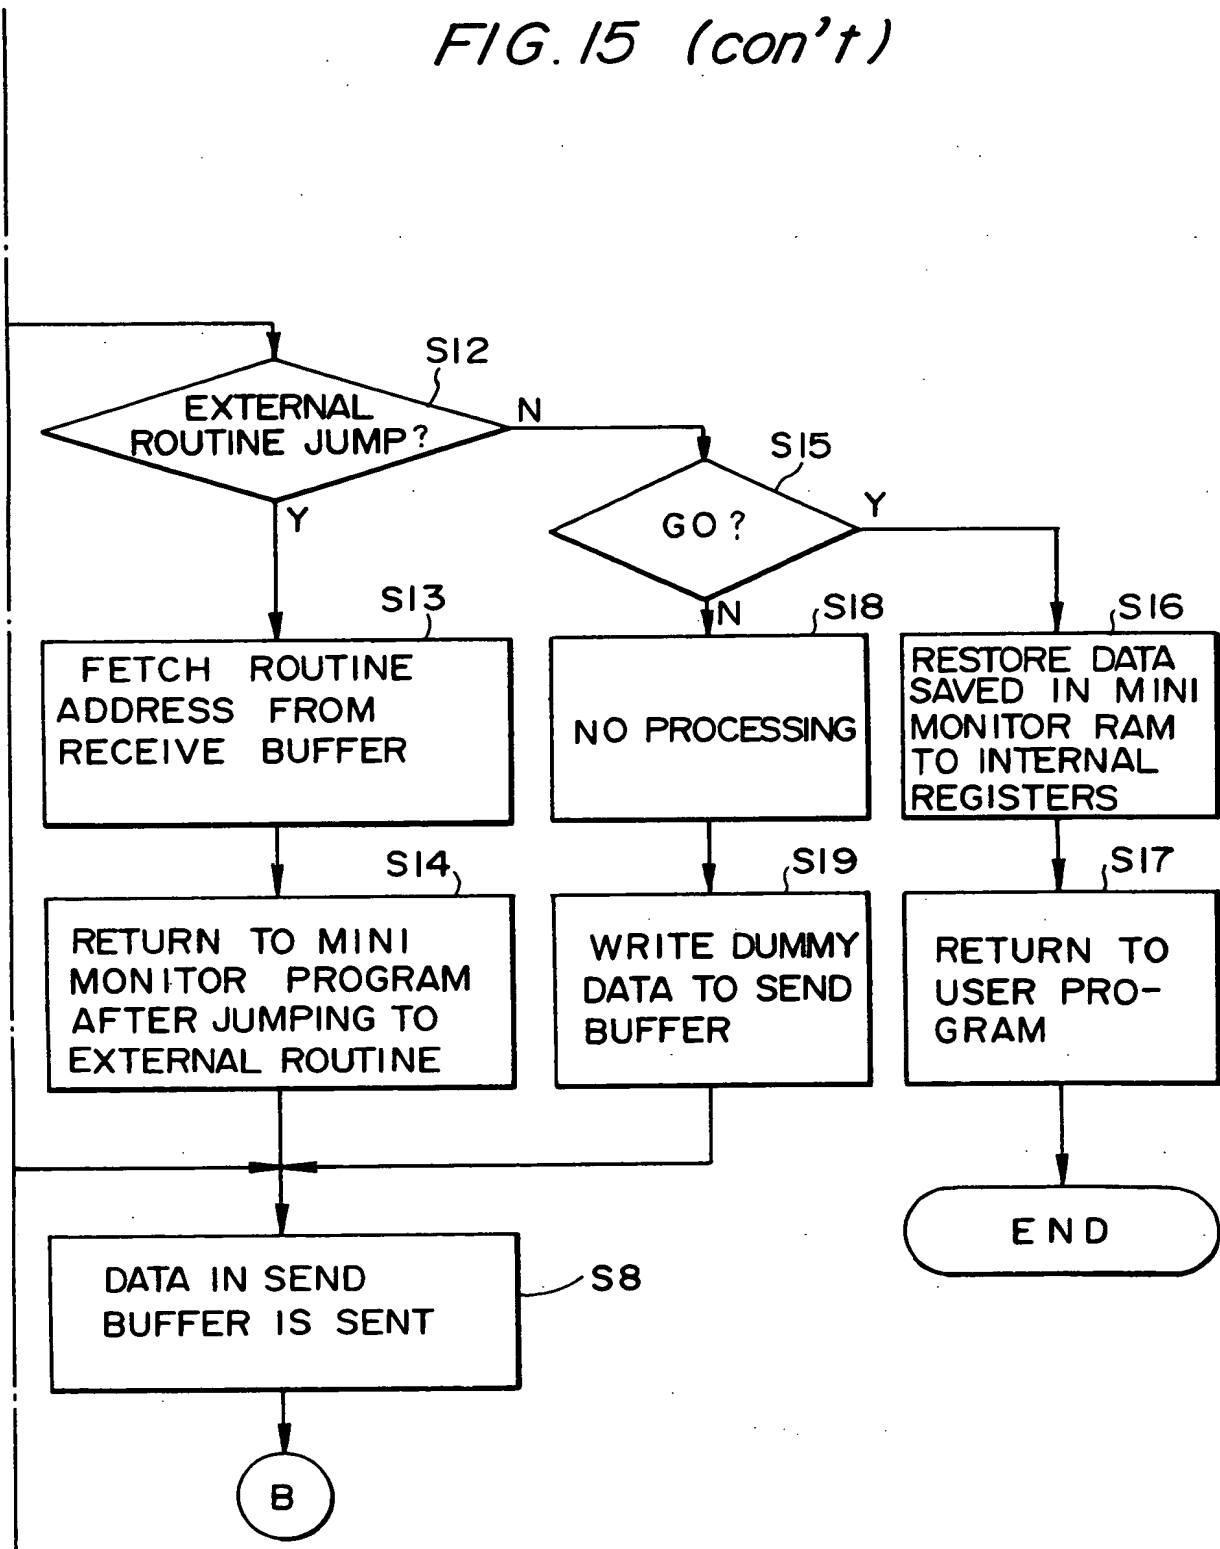 FIG. 15 (con't)
S12
EXTERNAL
ROUTINE JUMP?
N
Y
S15
GO?
Y
N
S13
FETCH ROUTINE
ADDRESS FROM
RECEIVE BUFFER
S18
NO PROCESSING
S16
RESTORE DATA
SAVED IN MINI
MONITOR RAM
TO INTERNAL
REGISTERS
S14
RETURN TO MINI
MONITOR PROGRAM
AFTER JUMPING TO
EXTERNAL ROUTINE
S19
WRITE DUMMY
DATA TO SEND
BUFFER
S17
RETURN TO
USER PRO-
GRAM
END
S8
DATA IN SEND
BUFFER IS SENT
B